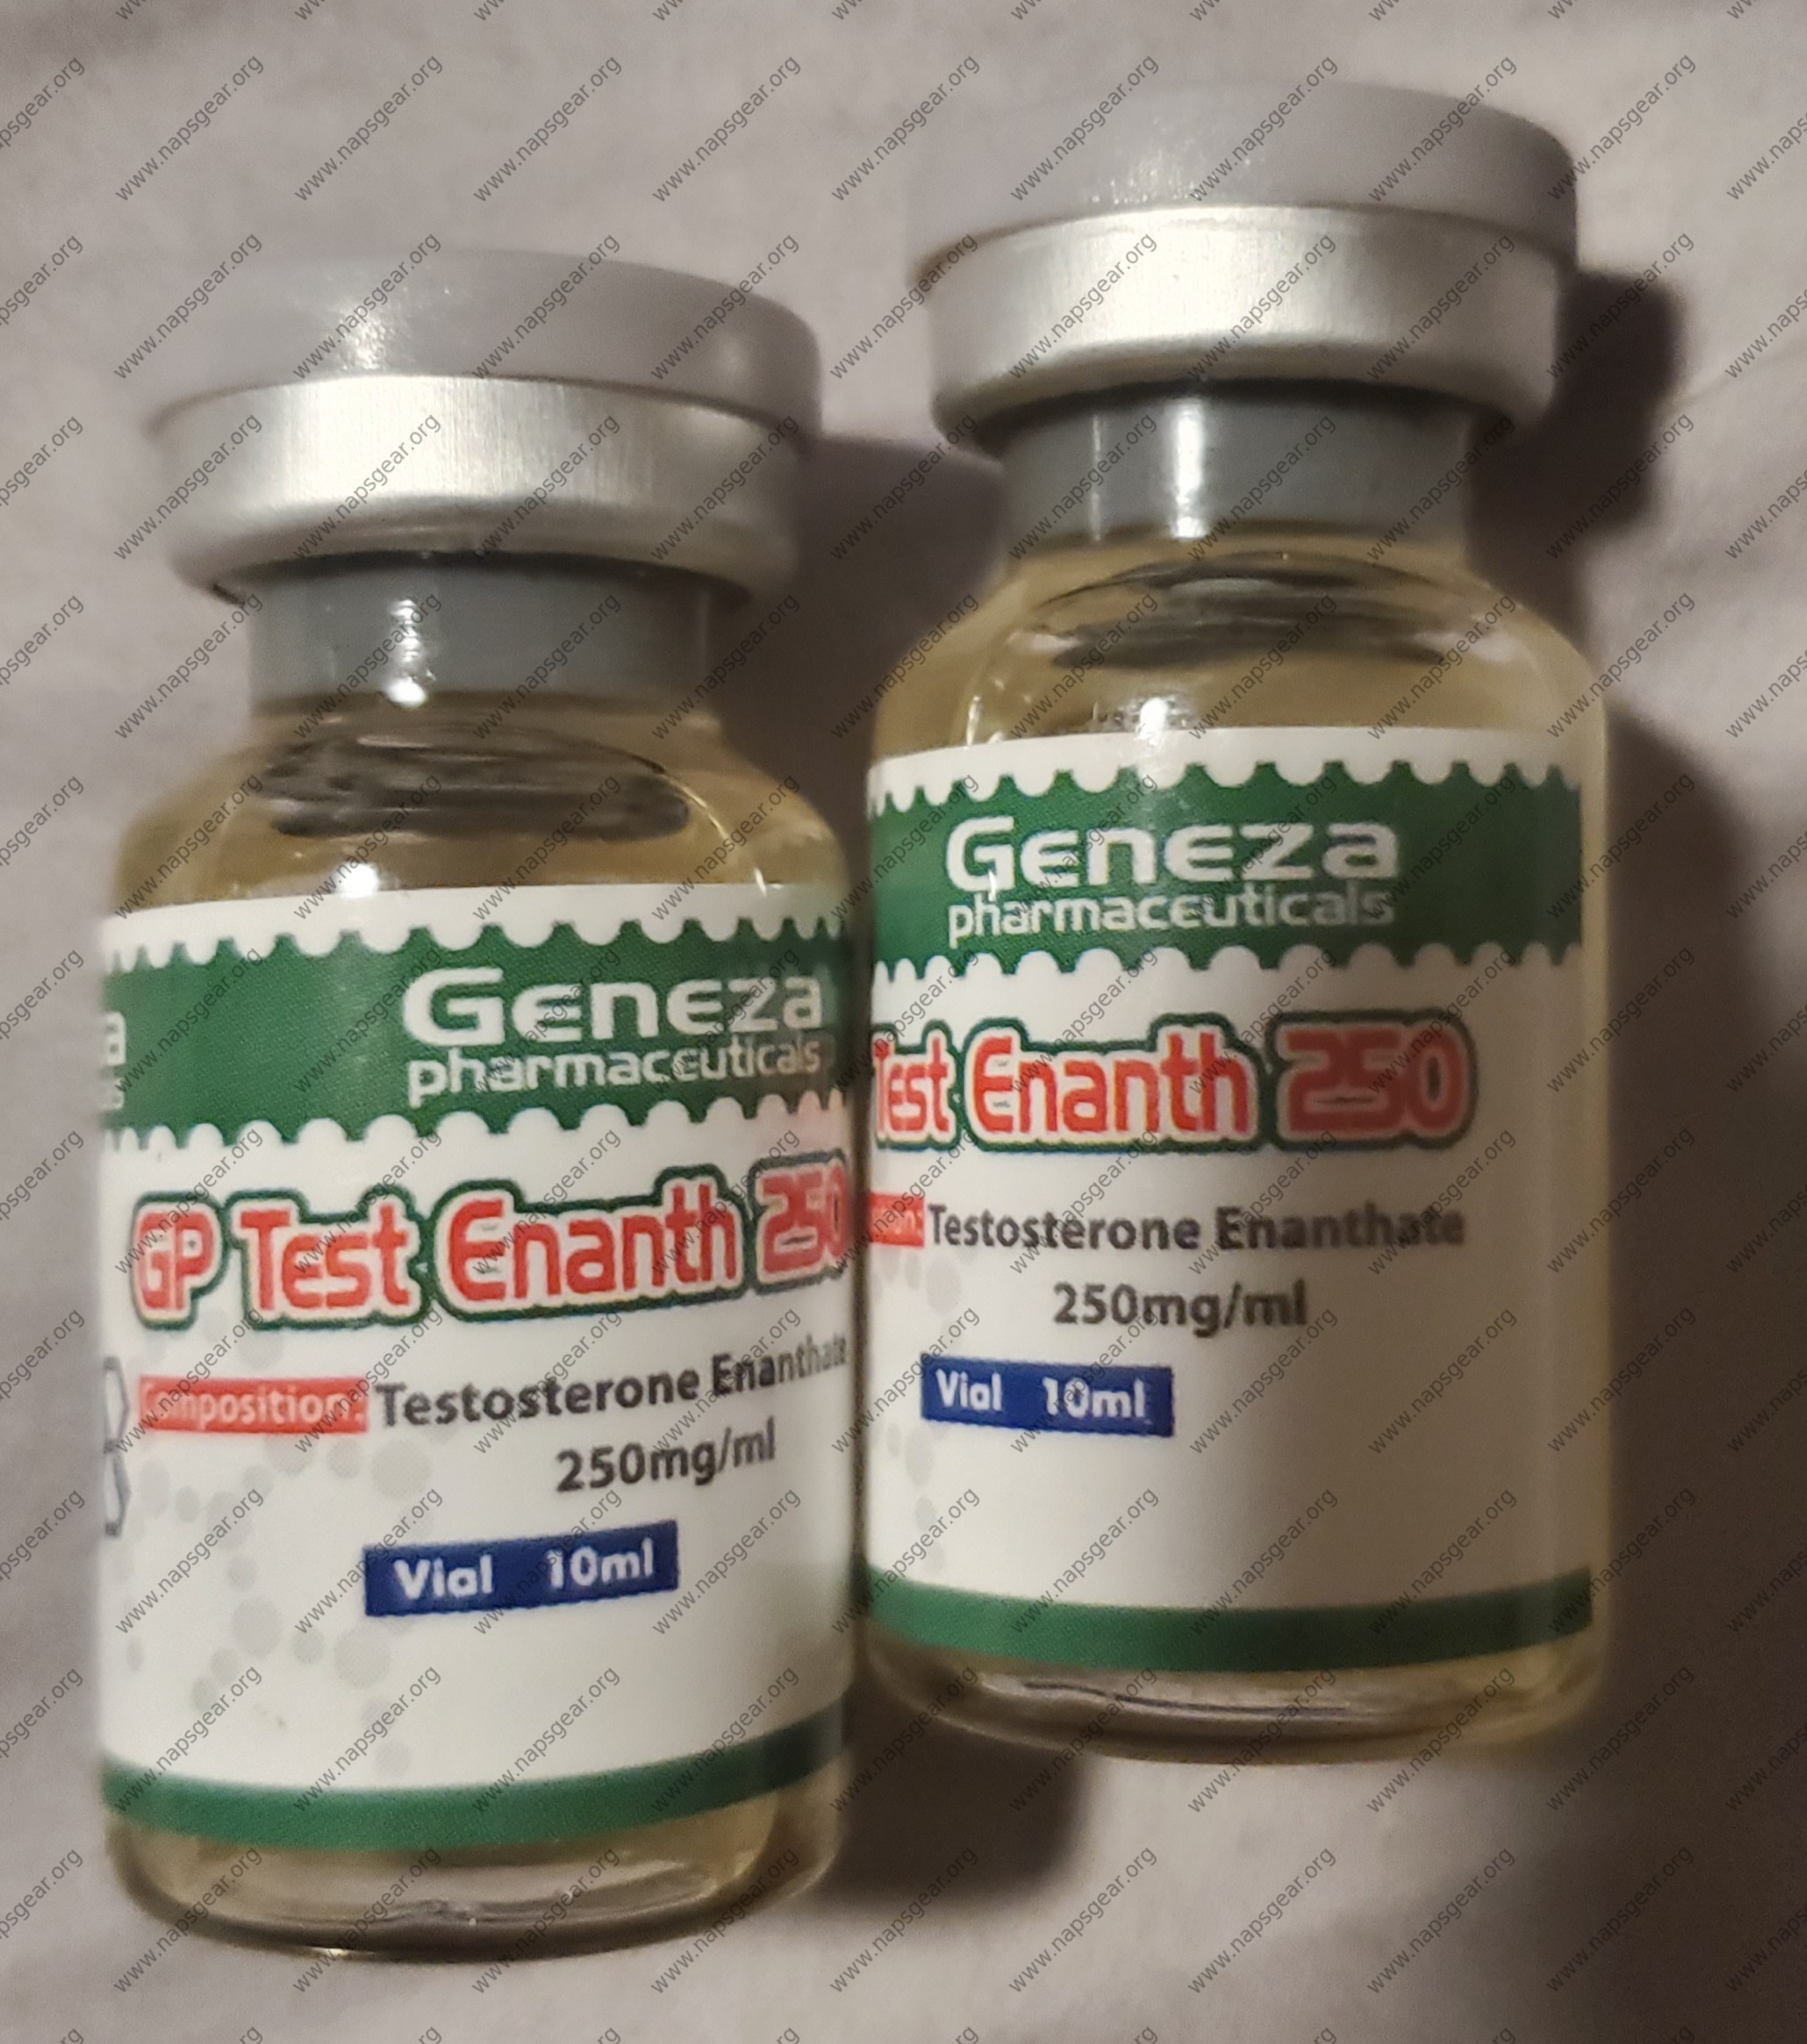 a
Geneza
pharmaceuticals
GP Test Enanth 250
Composition: Testosterone Enanthate
250mg/ml
Vial 10ml
Geneza
pharmaceuticals
Test Enanth 250
Testosterone Enanthate
250mg/ml
Vial 10ml
www.napsgear.org